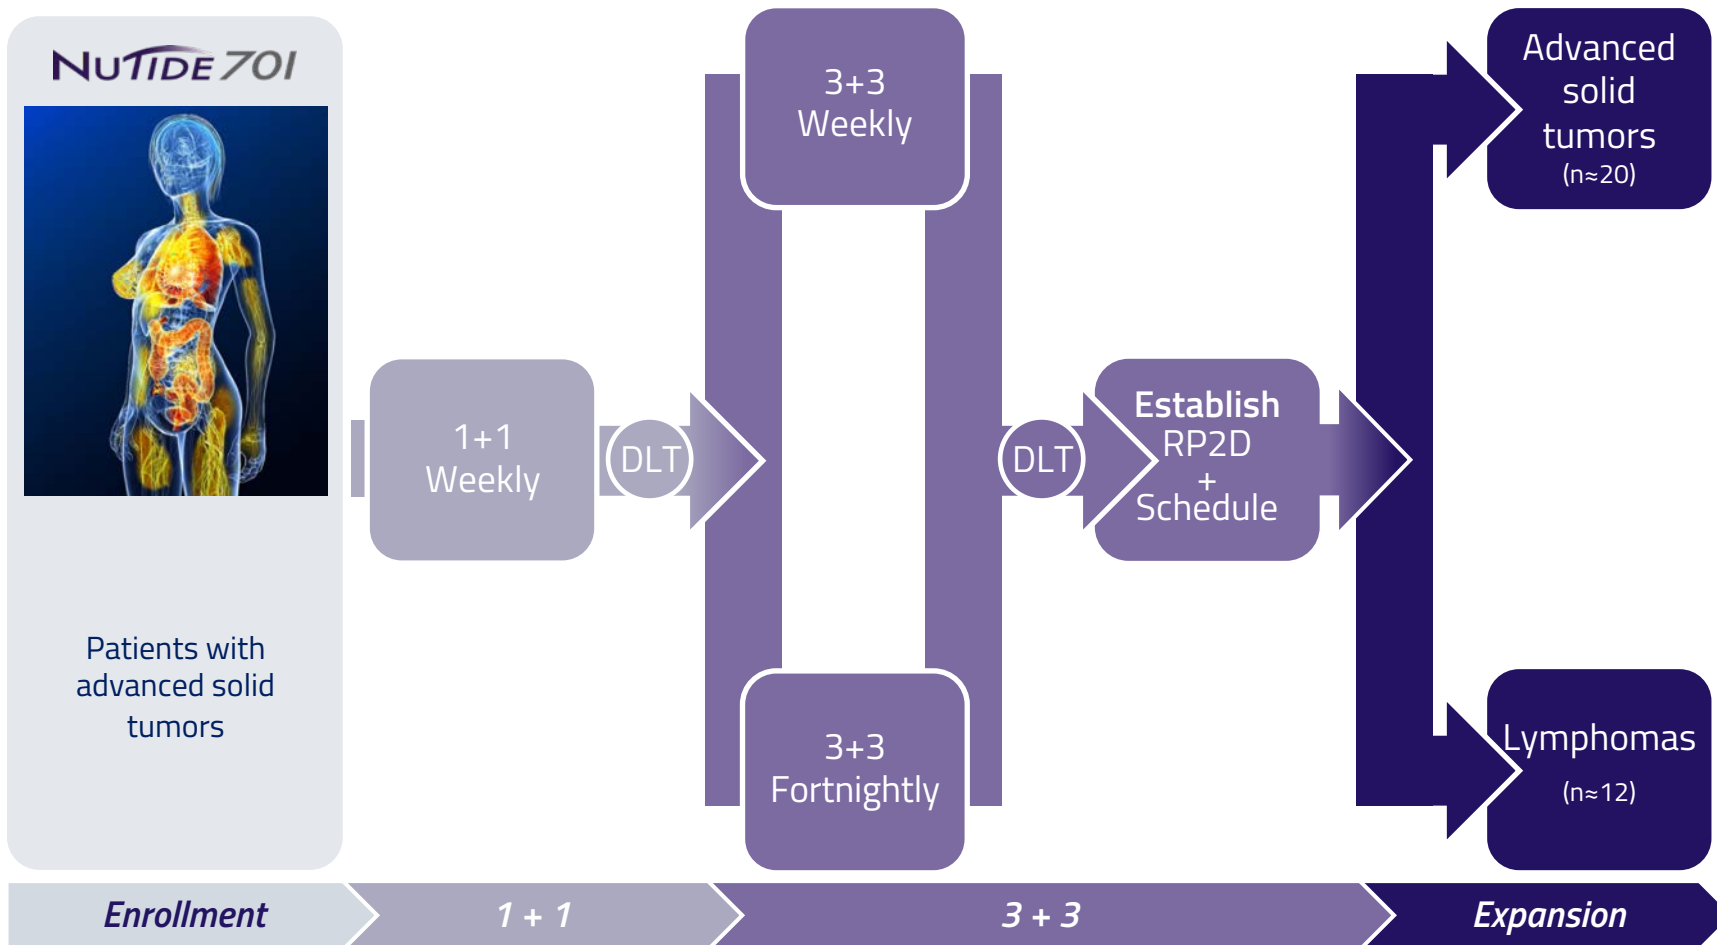 NUTIDE 701
Patients with
advanced solid
tumors
1+1
Weekly
DLT
3+3
Weekly
3+3
Fortnightly
DLT
Establish
RP2D
+
Schedule
Advanced
solid
tumors
(n≈20)
Lymphomas
(n≈12)
Enrollment
1 + 1
3 + 3
Expansion